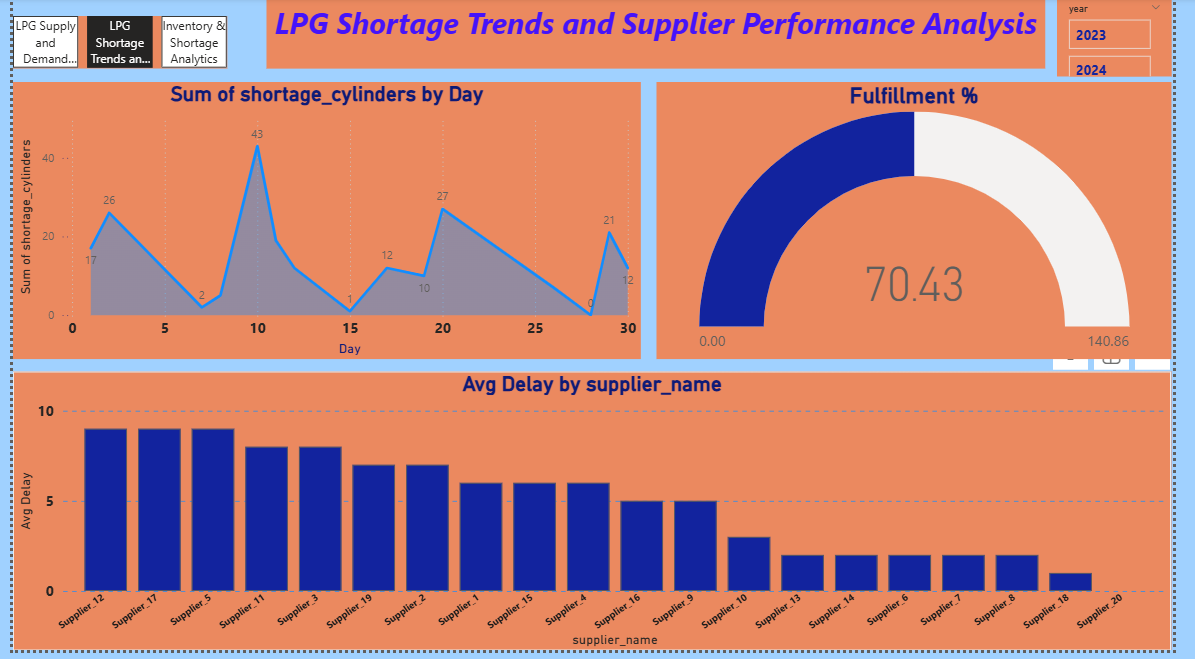 LPG Supply
and
Demand...
LPG
Shortage
Trends an...
Inventory &
Shortage
Analytics
LPG Shortage Trends and Supplier Performance Analysis
year
2023
2024
Sum of shortage_cylinders by Day
Sum of shortage_cylinders
40
20
0
17
26
2
43
1
12
10
27
0
21
12
0 5 10 15 20 25 30
Day
Fulfillment %
70.43
0.00 140.86
Avg Delay by supplier_name
Avg Delay
10
5
0
Supplier_12 Supplier_17 Supplier_5 Supplier_11 Supplier_3 Supplier_19 Supplier_2 Supplier_1 Supplier_15 Supplier_4 Supplier_16 Supplier_9 Supplier_10 Supplier_13 Supplier_14 Supplier_6 Supplier_7 Supplier_8 Supplier_18 Supplier_20
supplier_name